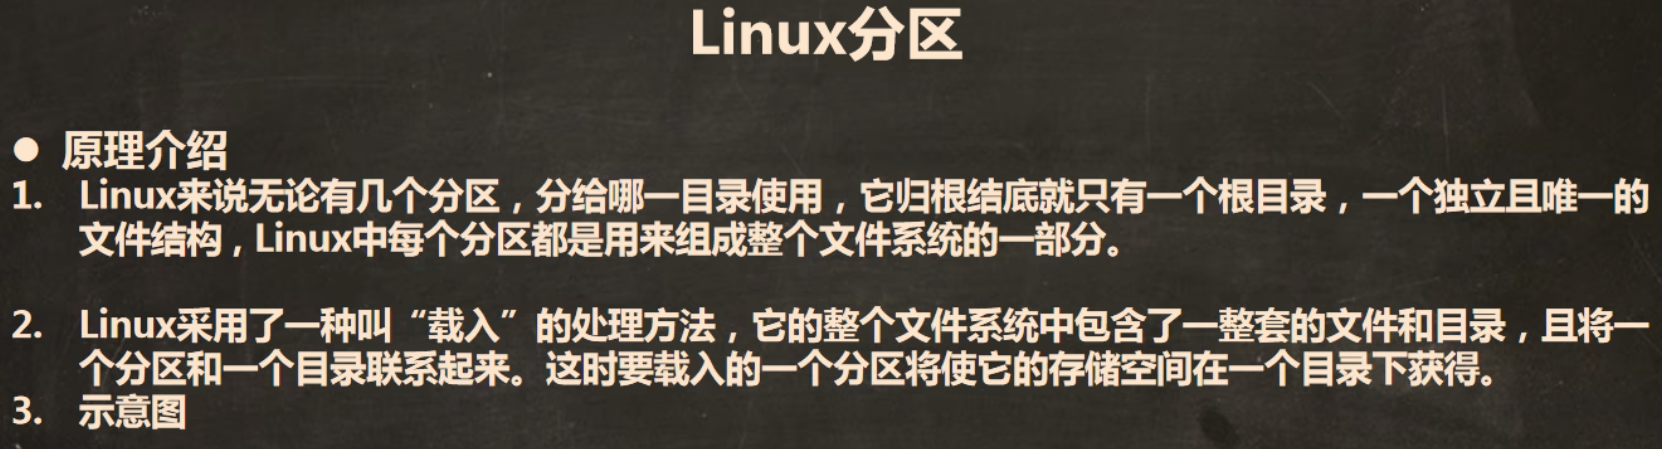 Linux分区
● 原理介绍
1. Linux来说无论有几个分区，分给哪一目录使用，它归根结底就只有一个根目录，一个独立且唯一的
文件结构，Linux中每个分区都是用来组成整个文件系统的一部分。
2. Linux采用了一种叫“载入”的处理方法，它的整个文件系统中包含了一整套的文件和目录，且将一
个分区和一个目录联系起来。这时要载入的一个分区将使它的存储空间在一个目录下获得。
3. 示意图